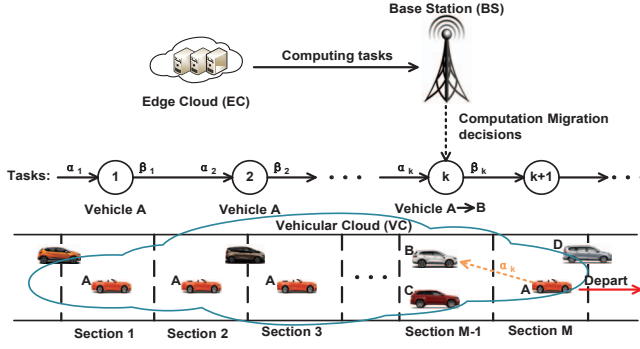 Base Station (BS)
Computing tasks
Edge Cloud (EC)
Computation Migration
decisions
Tasks: α 1 1 β 1 α 2 2 β 2 · · · α k k β k k+1 · · ·
Vehicle A Vehicle A Vehicle A→B
Vehicular Cloud (VC)
B D
α k
A A A · · · C A Depart
Section 1 Section 2 Section 3 Section M-1 Section M